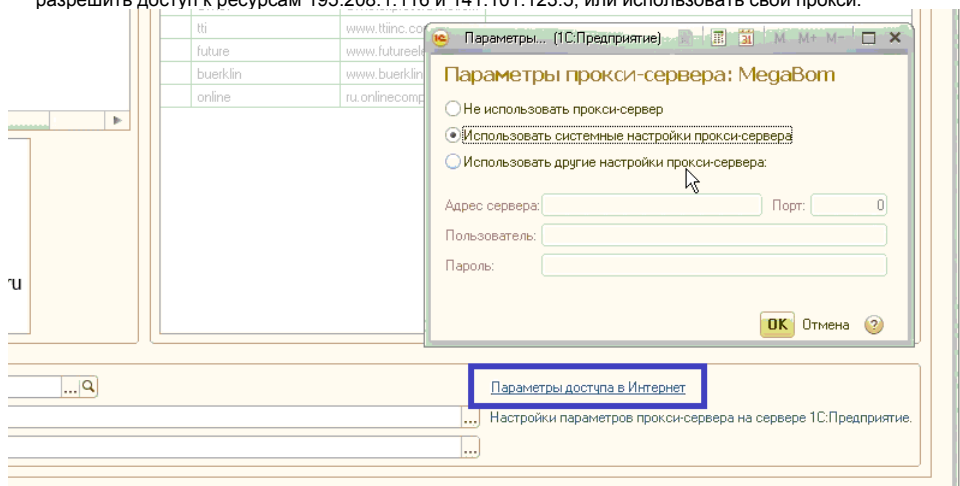 разрешить доступ к ресурсам 195.208.1.116 и 141.101.123.5, или использовать свой прокси.
tti www.ttiinc.co
future www.futureele
buerklin www.buerklin
online ru.onlinecomp
Параметры... (1С:Предприятие) M M+ M-
Параметры прокси-сервера: MegaBom
Не использовать прокси-сервер
Использовать системные настройки прокси-сервера
Использовать другие настройки прокси-сервера:
Адрес сервера: Порт: 0
Пользователь:
Пароль:
ru
OK Отмена
Параметры доступа в Интернет
Настройки параметров прокси-сервера на сервере 1С:Предприятие.